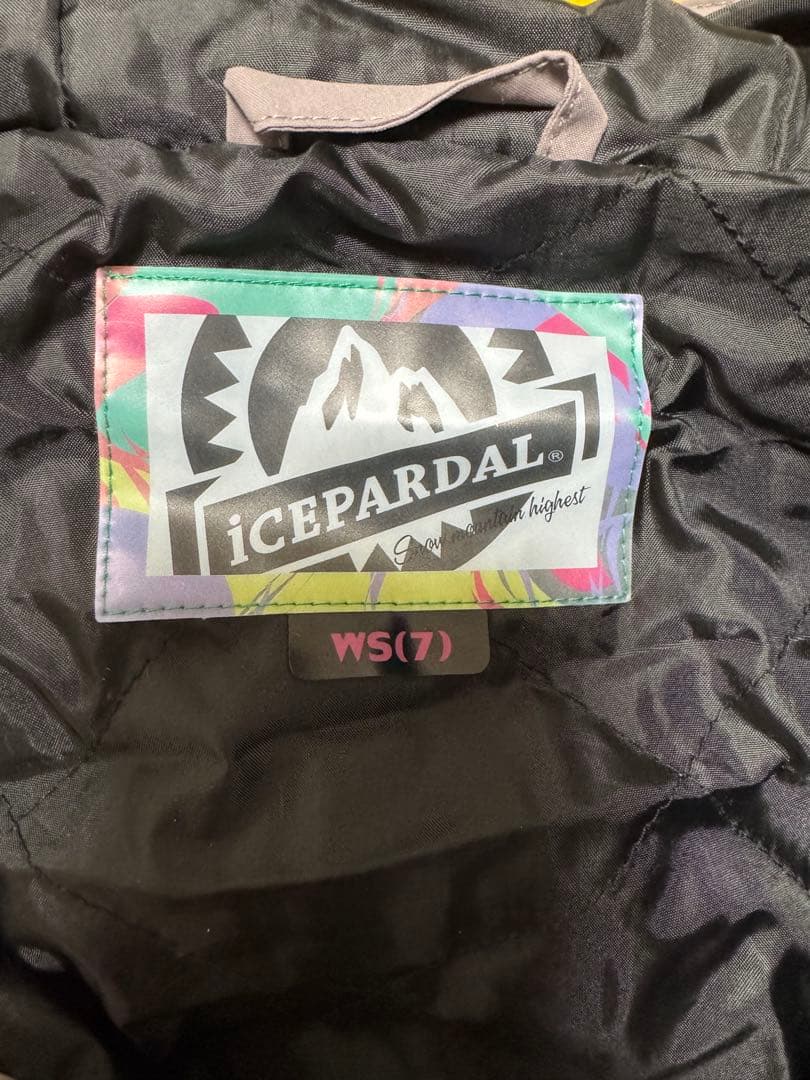 iCEPARDAL®
Snow mountain highest
WS(7)